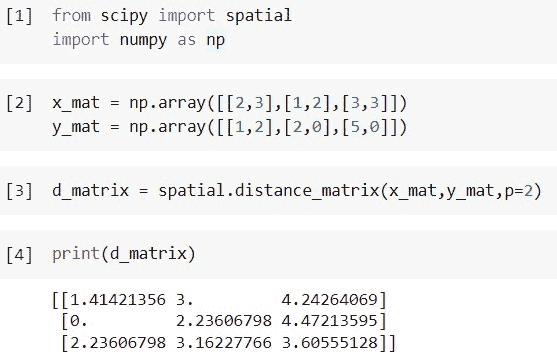 [1] from scipy import spatial
import numpy as np
[2] x_mat = np.array([[2,3],[1,2],[3,3]])
y_mat = np.array([[1,2],[2,0],[5,0]])
[3] d_matrix = spatial.distance_matrix(x_mat,y_mat,p=2)
[4] print(d_matrix)
[[1.41421356 3.         4.24264069]
 [0.         2.23606798 4.47213595]
 [2.23606798 3.16227766 3.60555128]]